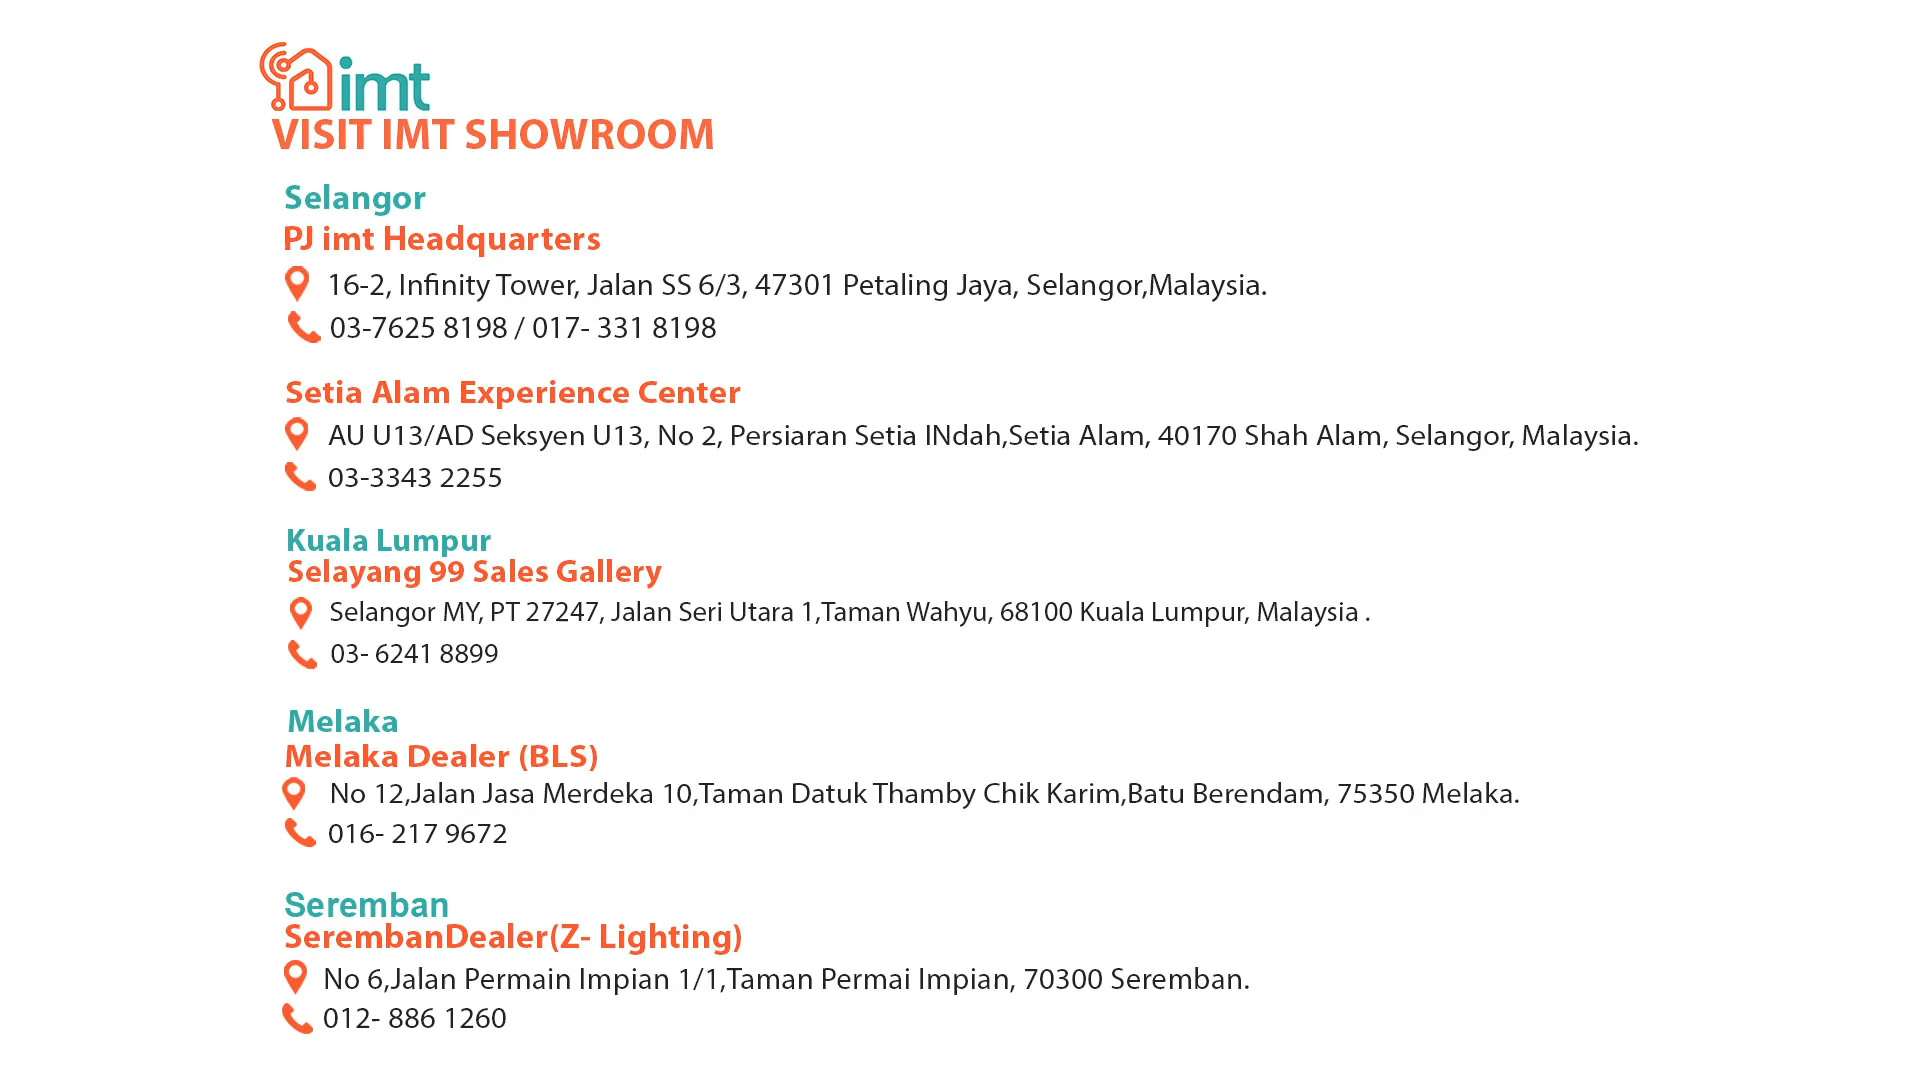 imt
VISIT IMT SHOWROOM
Selangor
PJ imt Headquarters
16-2, Infinity Tower, Jalan SS 6/3, 47301 Petaling Jaya, Selangor,Malaysia.
03-7625 8198 / 017- 331 8198
Setia Alam Experience Center
AU U13/AD Seksyen U13, No 2, Persiaran Setia INdah,Setia Alam, 40170 Shah Alam, Selangor, Malaysia.
03-3343 2255
Kuala Lumpur
Selayang 99 Sales Gallery
Selangor MY, PT 27247, Jalan Seri Utara 1,Taman Wahyu, 68100 Kuala Lumpur, Malaysia .
03- 6241 8899
Melaka
Melaka Dealer (BLS)
No 12,Jalan Jasa Merdeka 10,Taman Datuk Thamby Chik Karim,Batu Berendam, 75350 Melaka.
016- 217 9672
Seremban
SerembanDealer(Z- Lighting)
No 6,Jalan Permain Impian 1/1,Taman Permai Impian, 70300 Seremban.
012- 886 1260